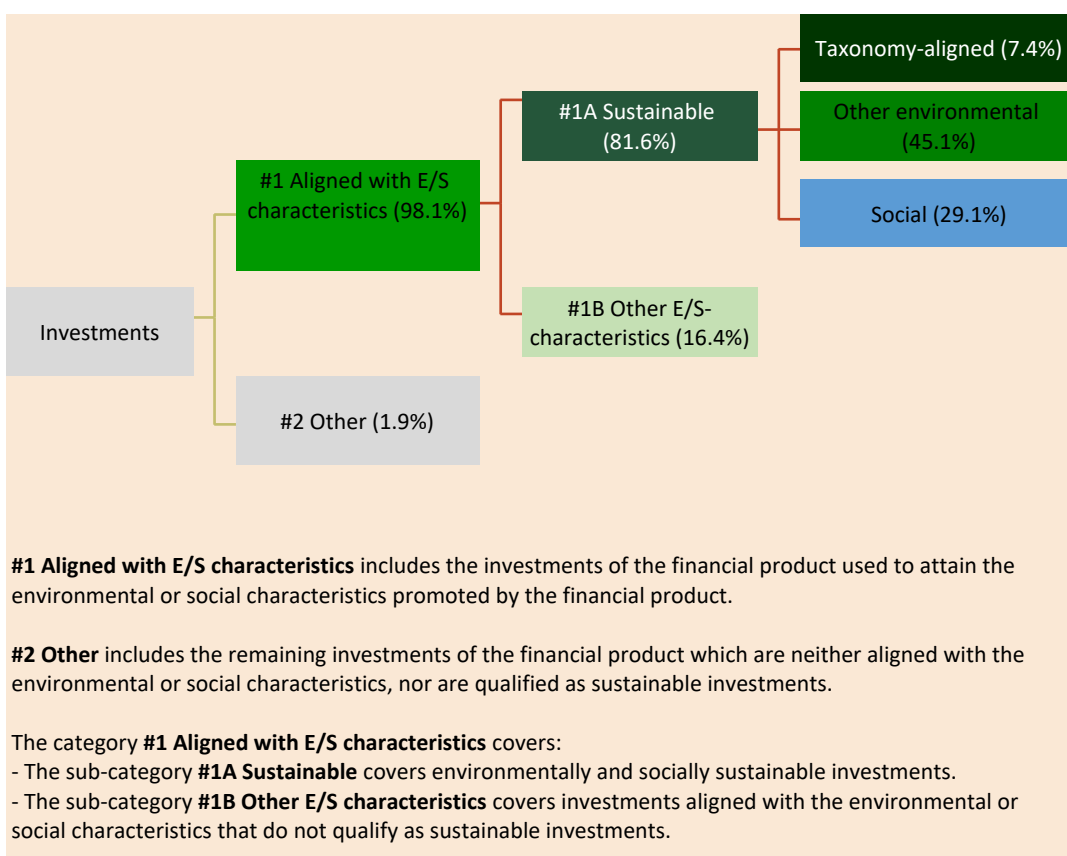 Taxonomy-aligned (7.4%)
#1A Sustainable
(81.6%)
Other environmental
(45.1%)
#1 Aligned with E/S
characteristics (98.1%)
Social (29.1%)
Investments
#1B Other E/S-
characteristics (16.4%)
#2 Other (1.9%)
#1 Aligned with E/S characteristics includes the investments of the financial product used to attain the
environmental or social characteristics promoted by the financial product.
#2 Other includes the remaining investments of the financial product which are neither aligned with the
environmental or social characteristics, nor are qualified as sustainable investments.
The category #1 Aligned with E/S characteristics covers:
- The sub-category #1A Sustainable covers environmentally and socially sustainable investments.
- The sub-category #1B Other E/S characteristics covers investments aligned with the environmental or
social characteristics that do not qualify as sustainable investments.